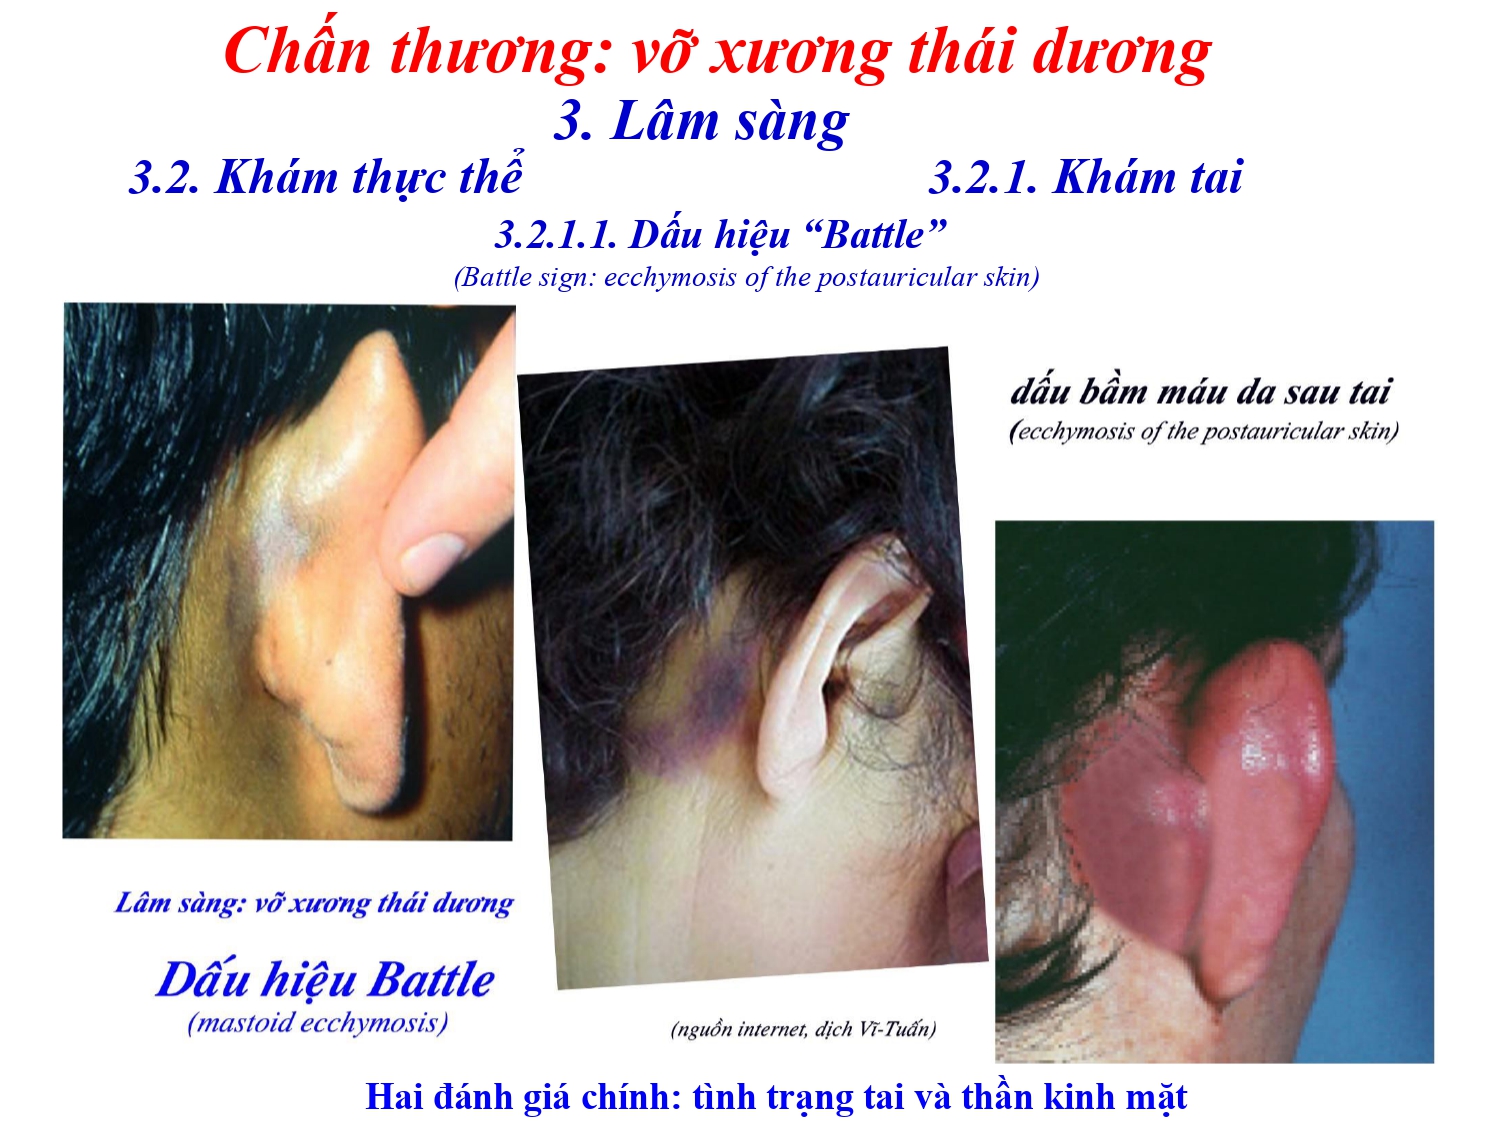 Chấn thương: vỡ xương thái dương
3. Lâm sàng
3.2. Khám thực thể
3.2.1. Khám tai
3.2.1.1. Dấu hiệu “Battle”
(Battle sign: ecchymosis of the postauricular skin)
dấu bầm máu da sau tai
(ecchymosis of the postauricular skin)
Lâm sàng: vỡ xương thái dương
Dấu hiệu Battle
(mastoid ecchymosis)
(nguồn internet, dịch Vĩ-Tuấn)
Hai đánh giá chính: tình trạng tai và thần kinh mặt